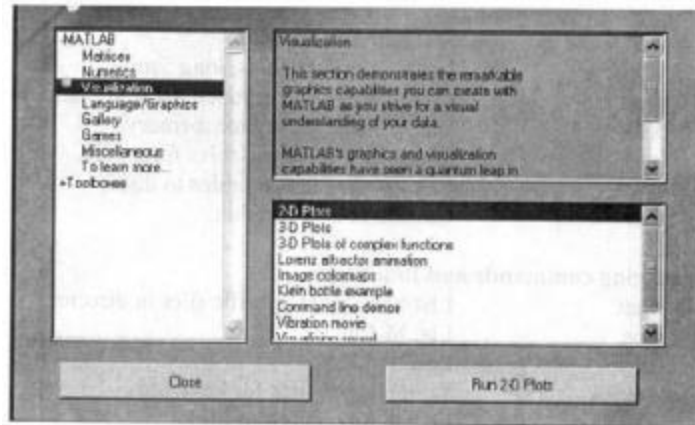 -MATLAB
Matrices
Numerics
Visualization
Language/Graphics
Gallery
Games
Miscellaneous
To learn more...
+Toolboxes
Visualization
This section demonstrates the remarkable
graphics capabilities you can create with
MATLAB as you strive for a visual
understanding of your data.
MATLAB's graphics and visualization
capabilities have seen a quantum leap in
2-D Plots
3-D Plots
3-D Plots of complex functions
Lorenz attractor animation
Image colormaps
Klein bottle example
Command line demos
Vibration movie
Visualizing sound
Close
Run 2-D Plots